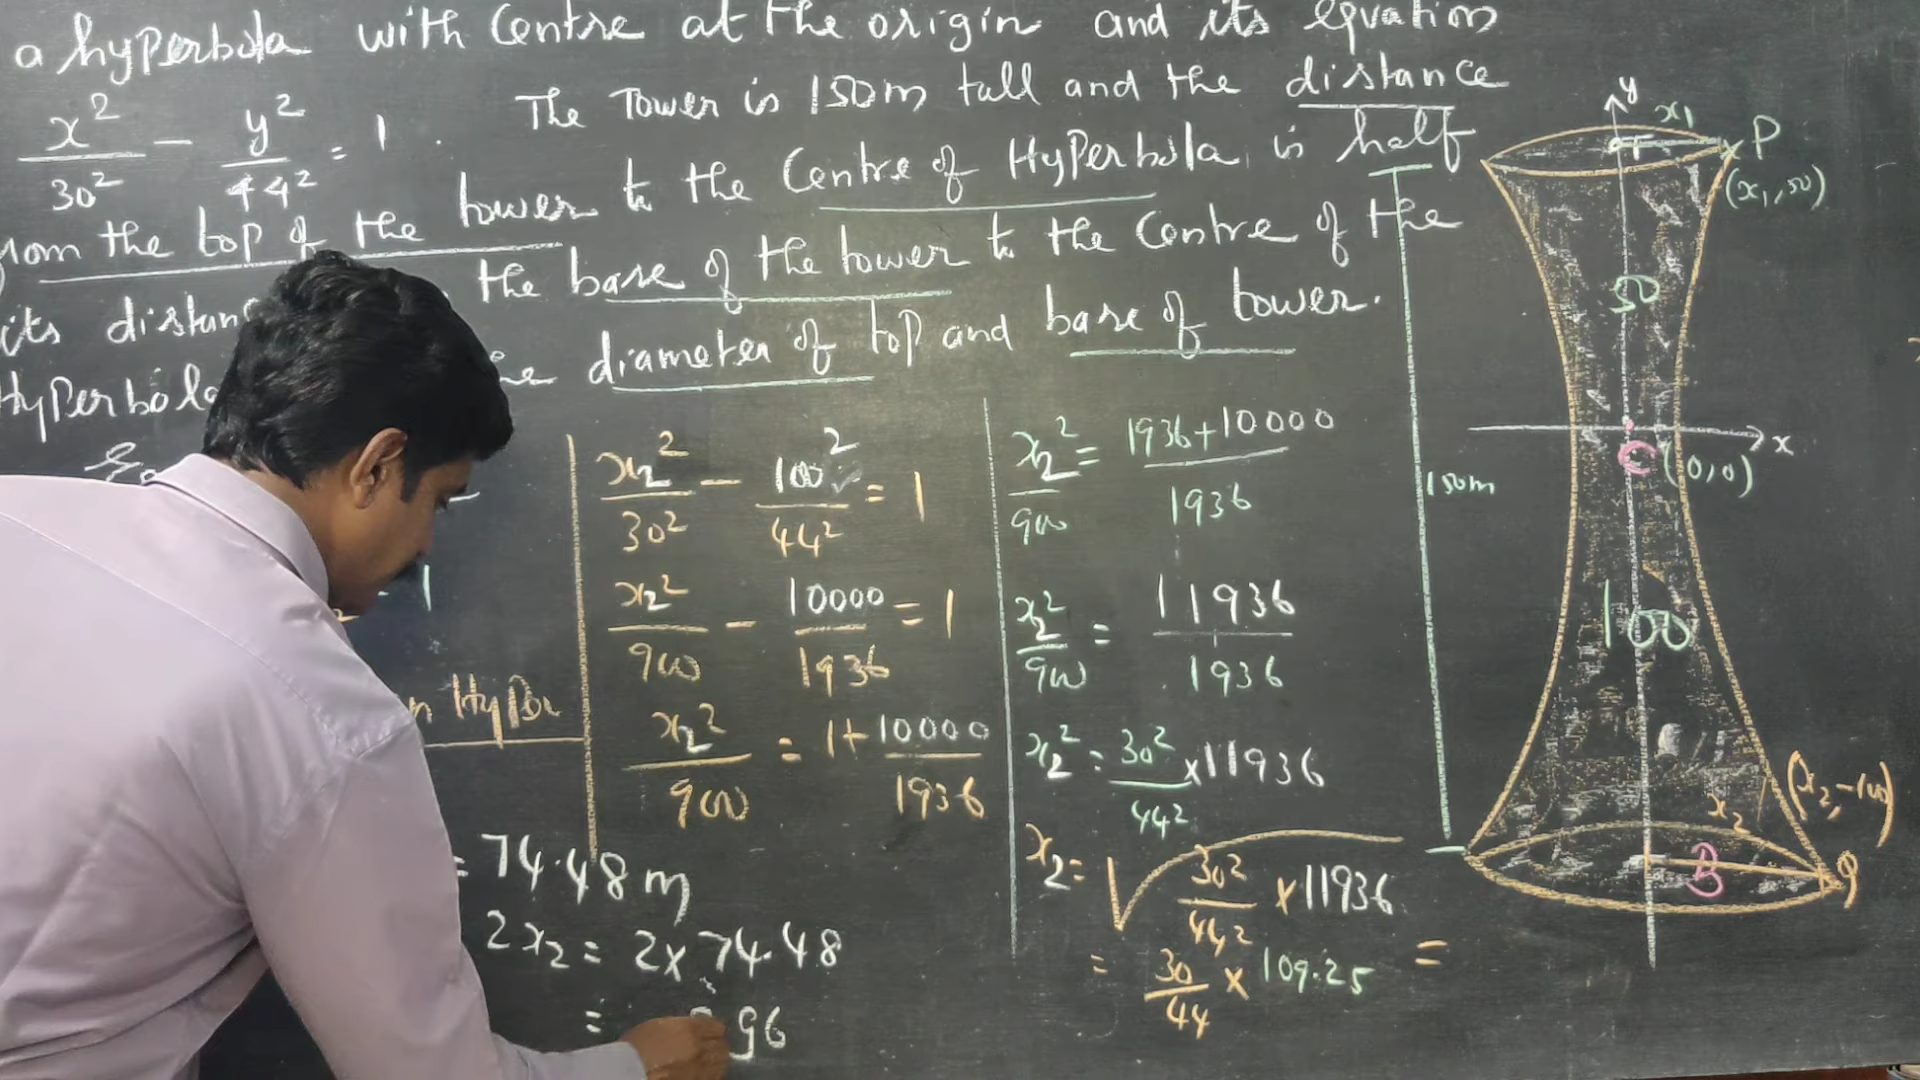 a hyperbola with Centre at the origin and its equation
x²/30² - y²/44² = 1 . The Tower is 150m tall and the distance
from the top of the tower to the Centre of Hyperbola is half
its distance the base of the tower to the Centre of the
Hyperbola diameter of top and base of tower.
- 1
n Hyper
x₂²/30² - 100²/44² = 1
x₂²/900 - 10000/1936 = 1
x₂²/900 = 1 + 10000/1936
= 74.48 m
2x₂ = 2 x 74.48
= 96
x₂²/900 = 1936+10000/1936
x₂²/900 = 11936/1936
x₂² = 30²/44² x 11936
x₂ = √30²/44² x 11936
= 30/44 x 109.25 =
y
x₁
P
(x₁, 50)
50
x
C (0,0)
150m
100
(x₂, -100)
x₂
B